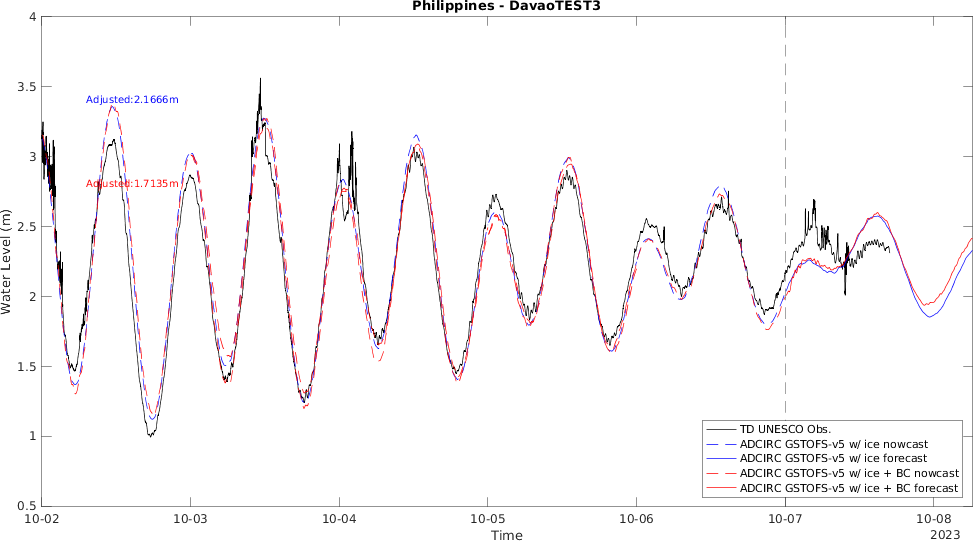 Philippines - DavaoTEST3
4
3.5
3
2.5
2
1.5
1
0.5
Water Level (m)
Adjusted:2.1666m
Adjusted:1.7135m
TD UNESCO Obs.
ADCIRC GSTOFS-v5 w/ ice nowcast
ADCIRC GSTOFS-v5 w/ ice forecast
ADCIRC GSTOFS-v5 w/ ice + BC nowcast
ADCIRC GSTOFS-v5 w/ ice + BC forecast
10-02 10-03 10-04 10-05 10-06 10-07 10-08
Time
2023